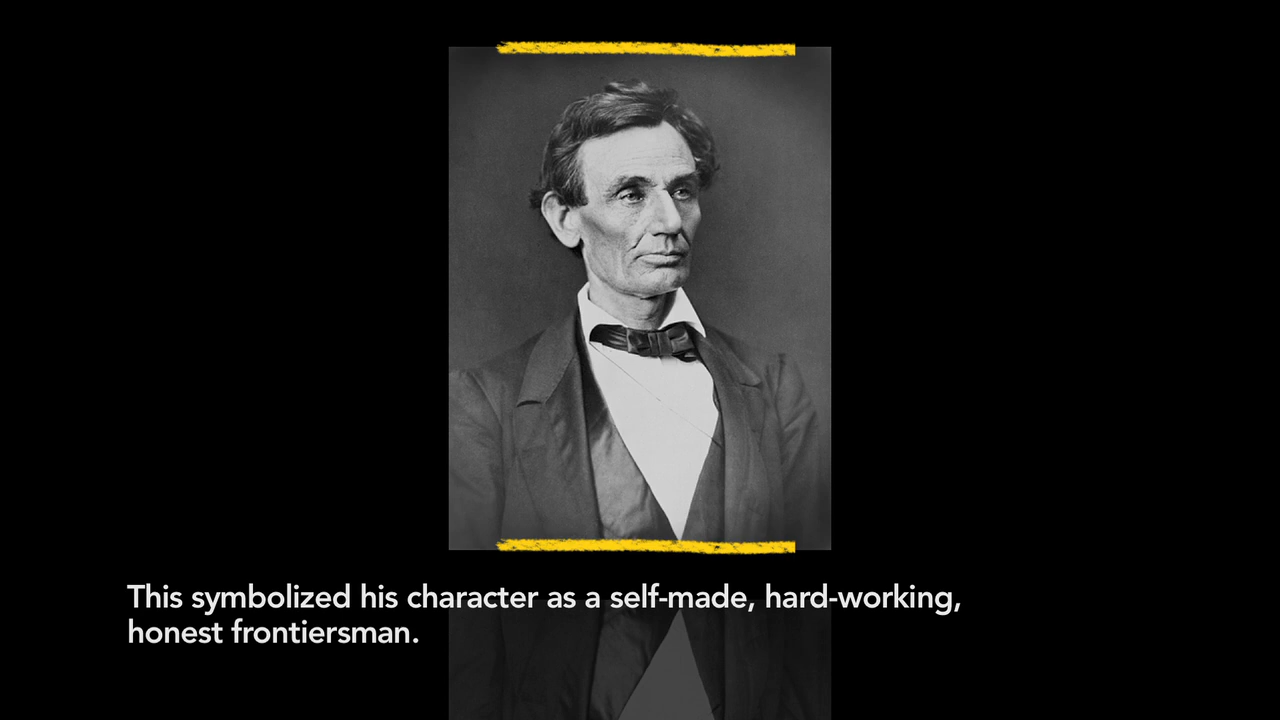 This symbolized his character as a self-made, hard-working,
honest frontiersman.